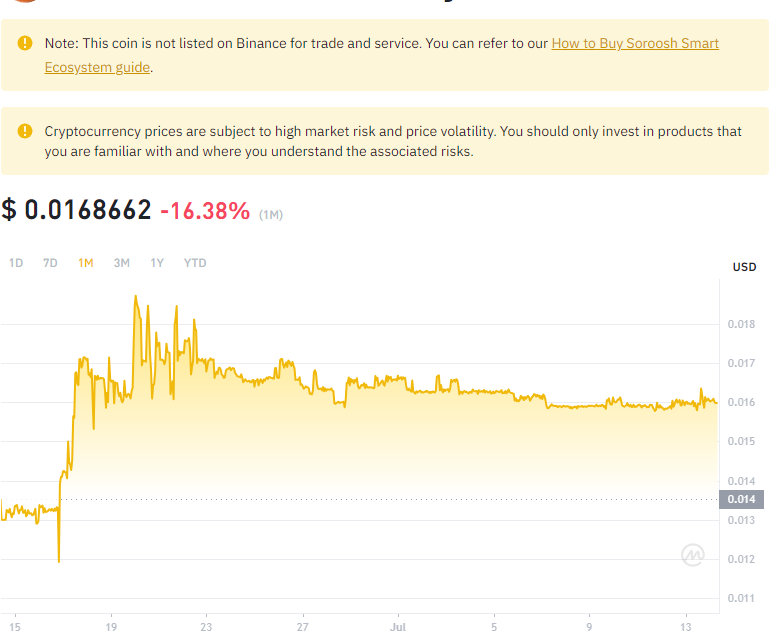 Note: This coin is not listed on Binance for trade and service. You can refer to our How to Buy Soroosh Smart
Ecosystem guide.
Cryptocurrency prices are subject to high market risk and price volatility. You should only invest in products that
you are familiar with and where you understand the associated risks.
$ 0.0168662 -16.38% (1M)
1D 7D 1M 3M 1Y YTD
USD
0.018
0.017
0.016
0.015
0.014
0.014
0.013
0.012
0.011
15 19 23 27 Jul 5 9 13